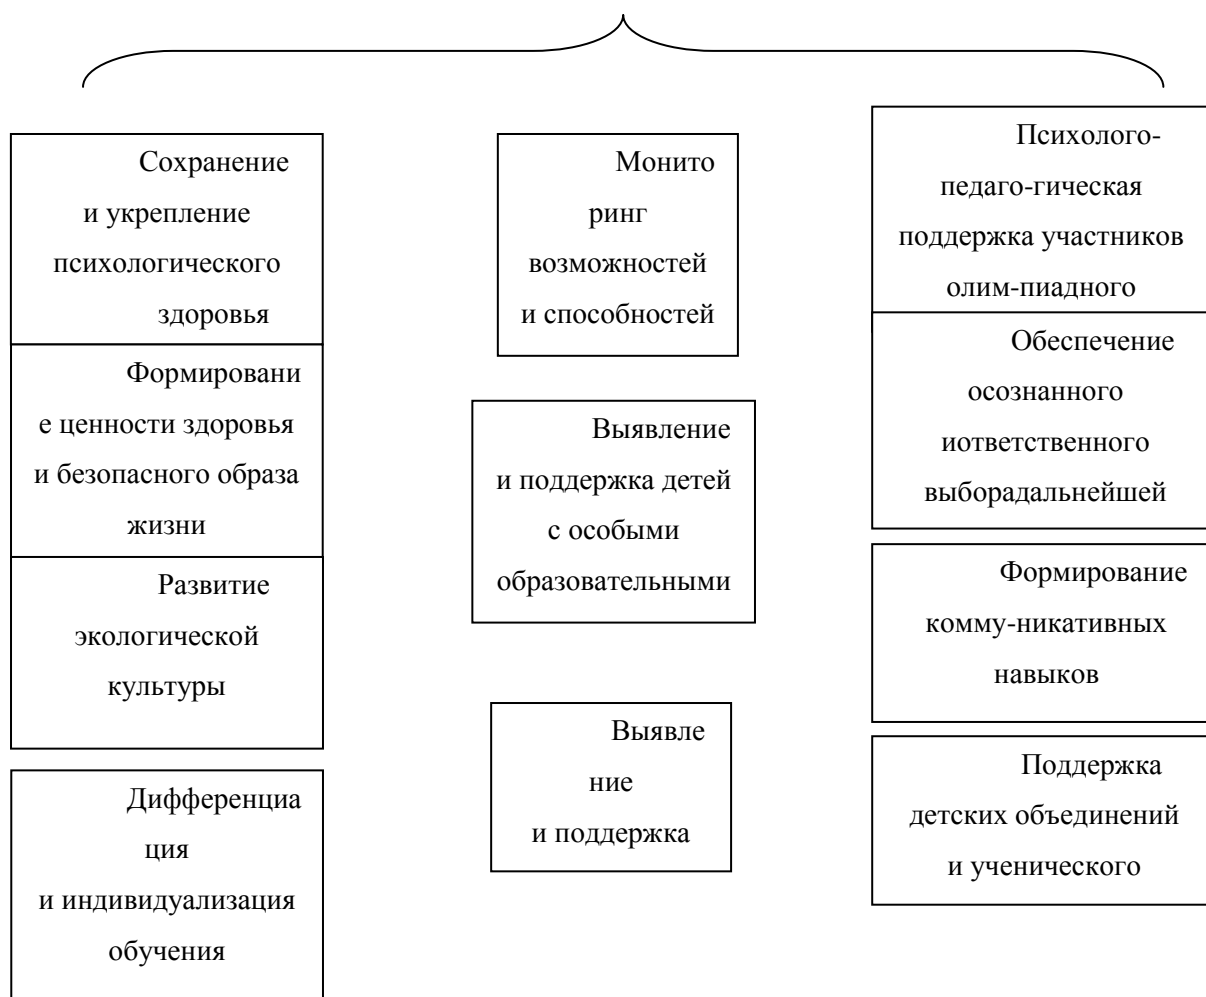 Сохранение
и укрепление
психологического
здоровья
Формировани
е ценности здоровья
и безопасного образа
жизни
Развитие
экологической
культуры
Дифференциа
ция
и индивидуализация
обучения
Монито
ринг
возможностей
и способностей
Выявление
и поддержка детей
с особыми
образовательными
Выявле
ние
и поддержка
Психолого-
педаго-гическая
поддержка участников
олим-пиадного
Обеспечение
осознанного
иответственного
выборадальнейшей
Формирование
комму-никативных
навыков
Поддержка
детских объединений
и ученического